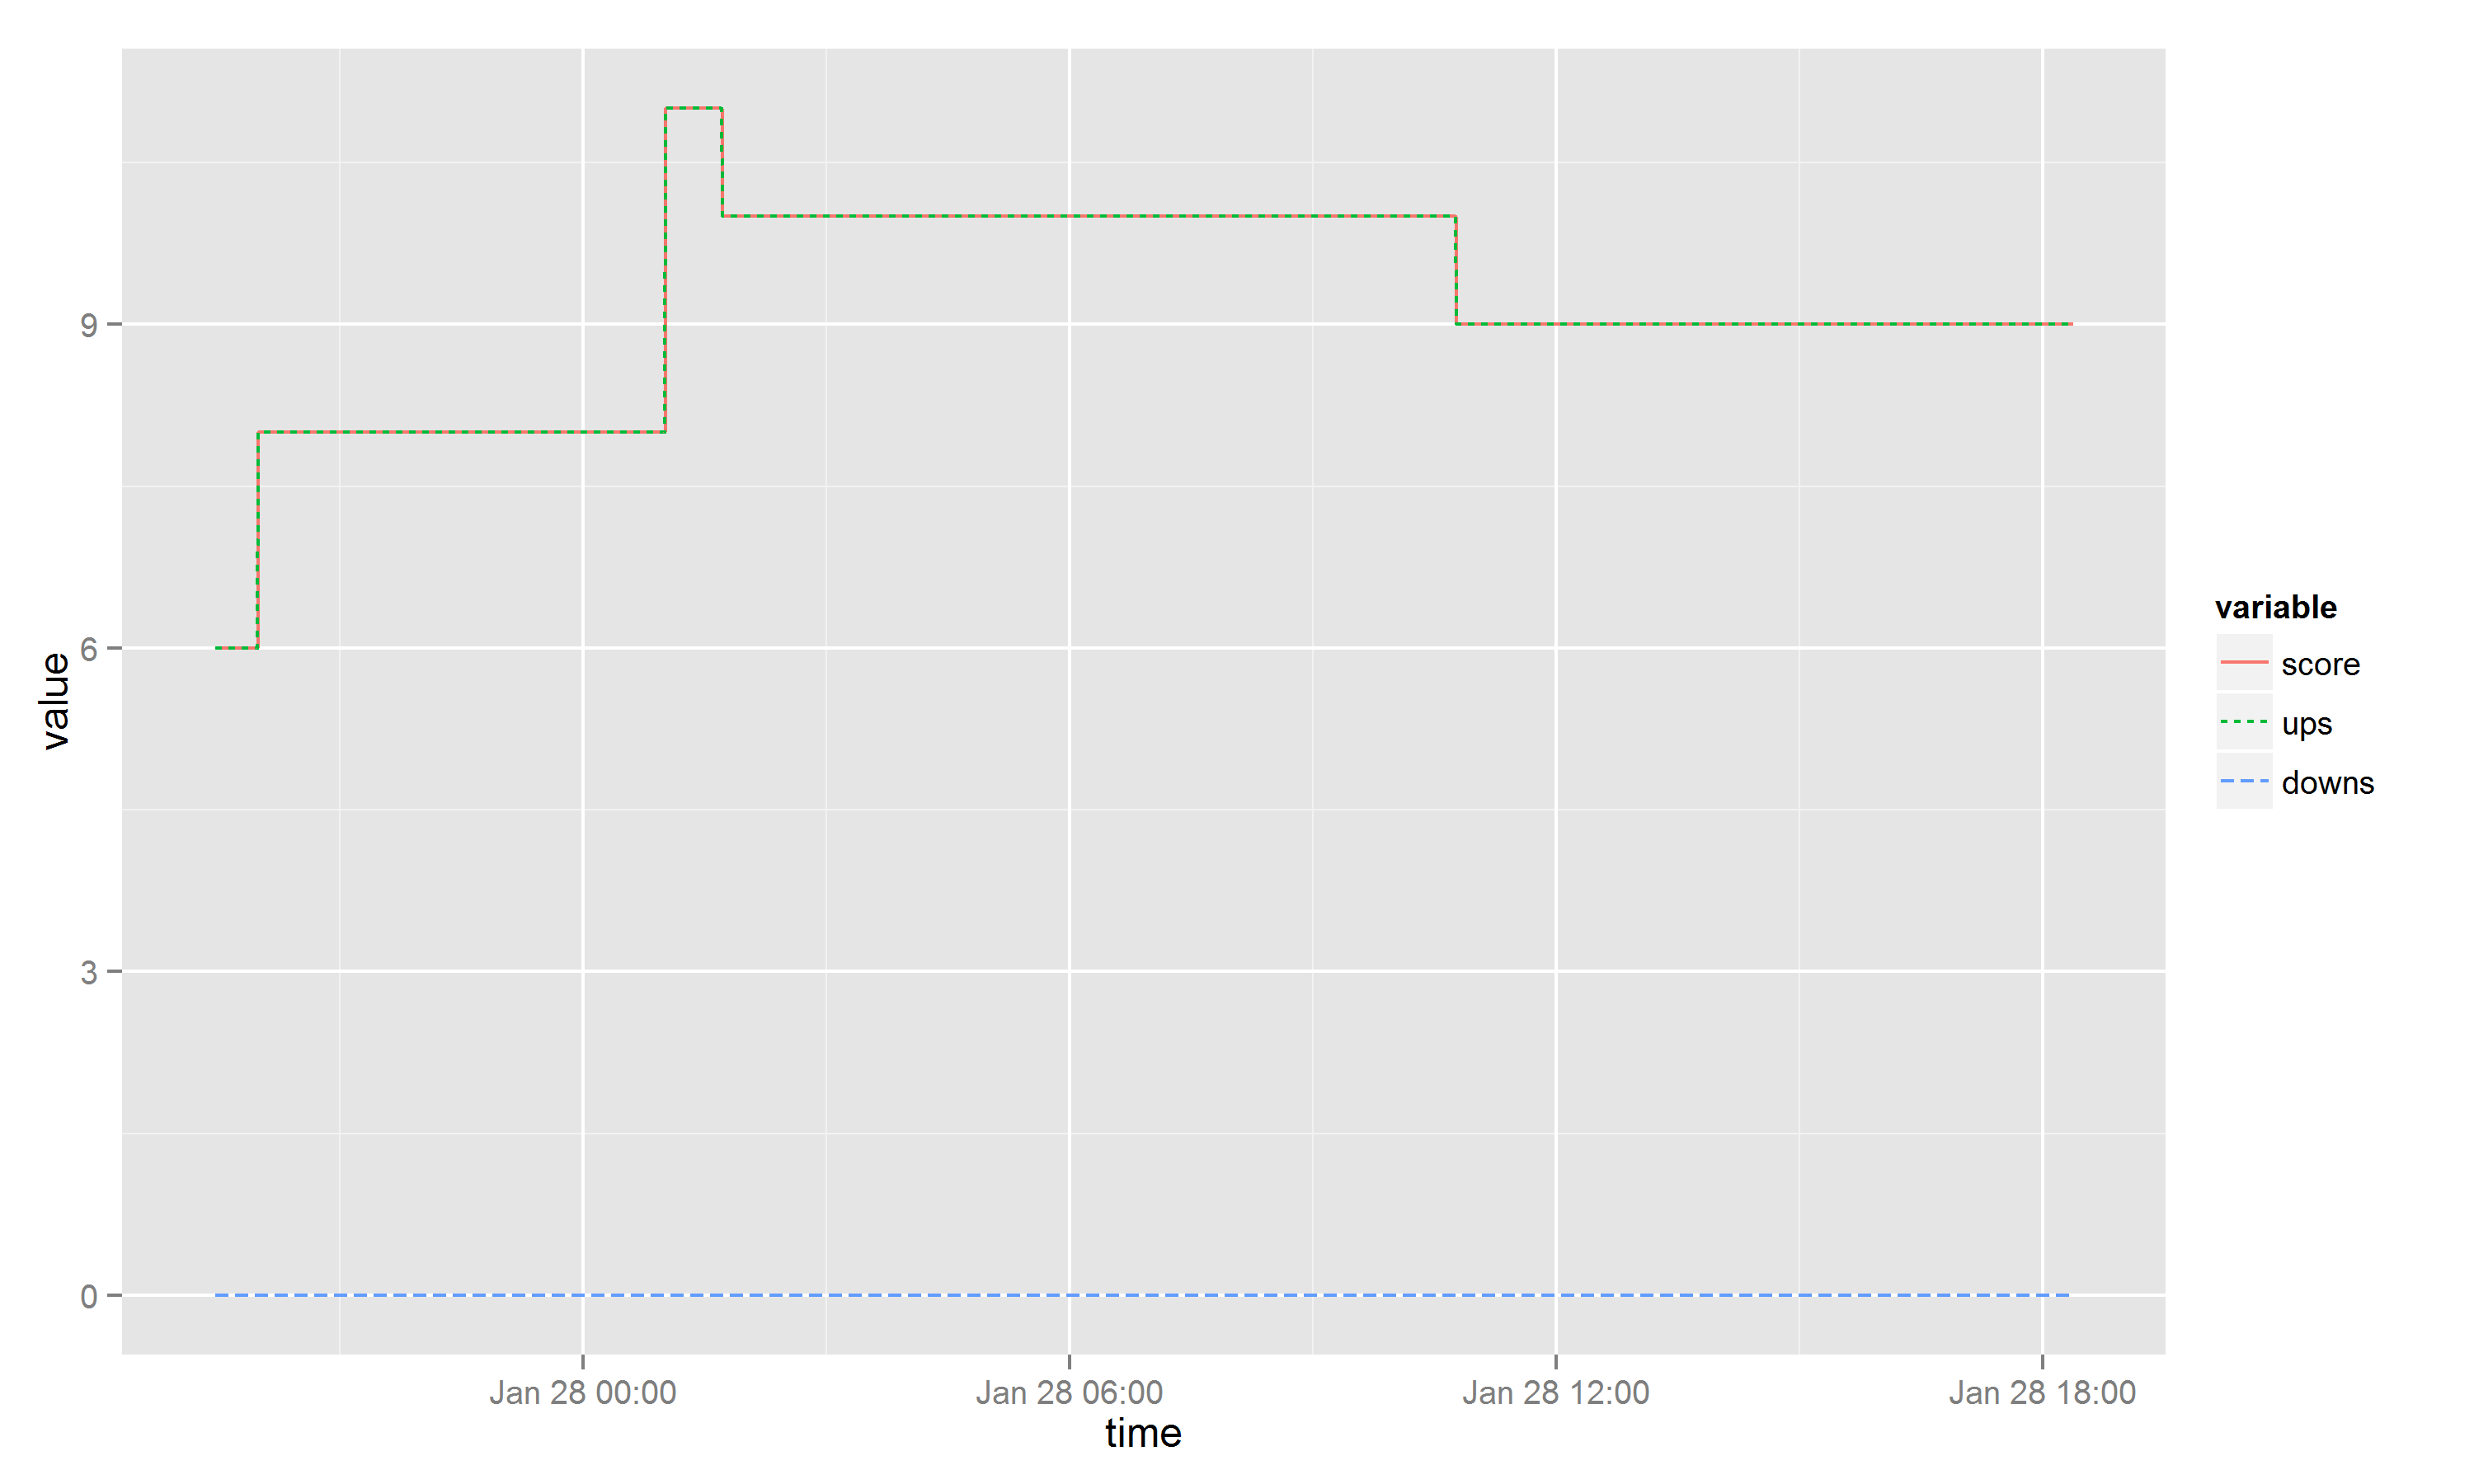 9
6
3
0
value
Jan 28 00:00
Jan 28 06:00
Jan 28 12:00
Jan 28 18:00
time
variable
score
ups
downs